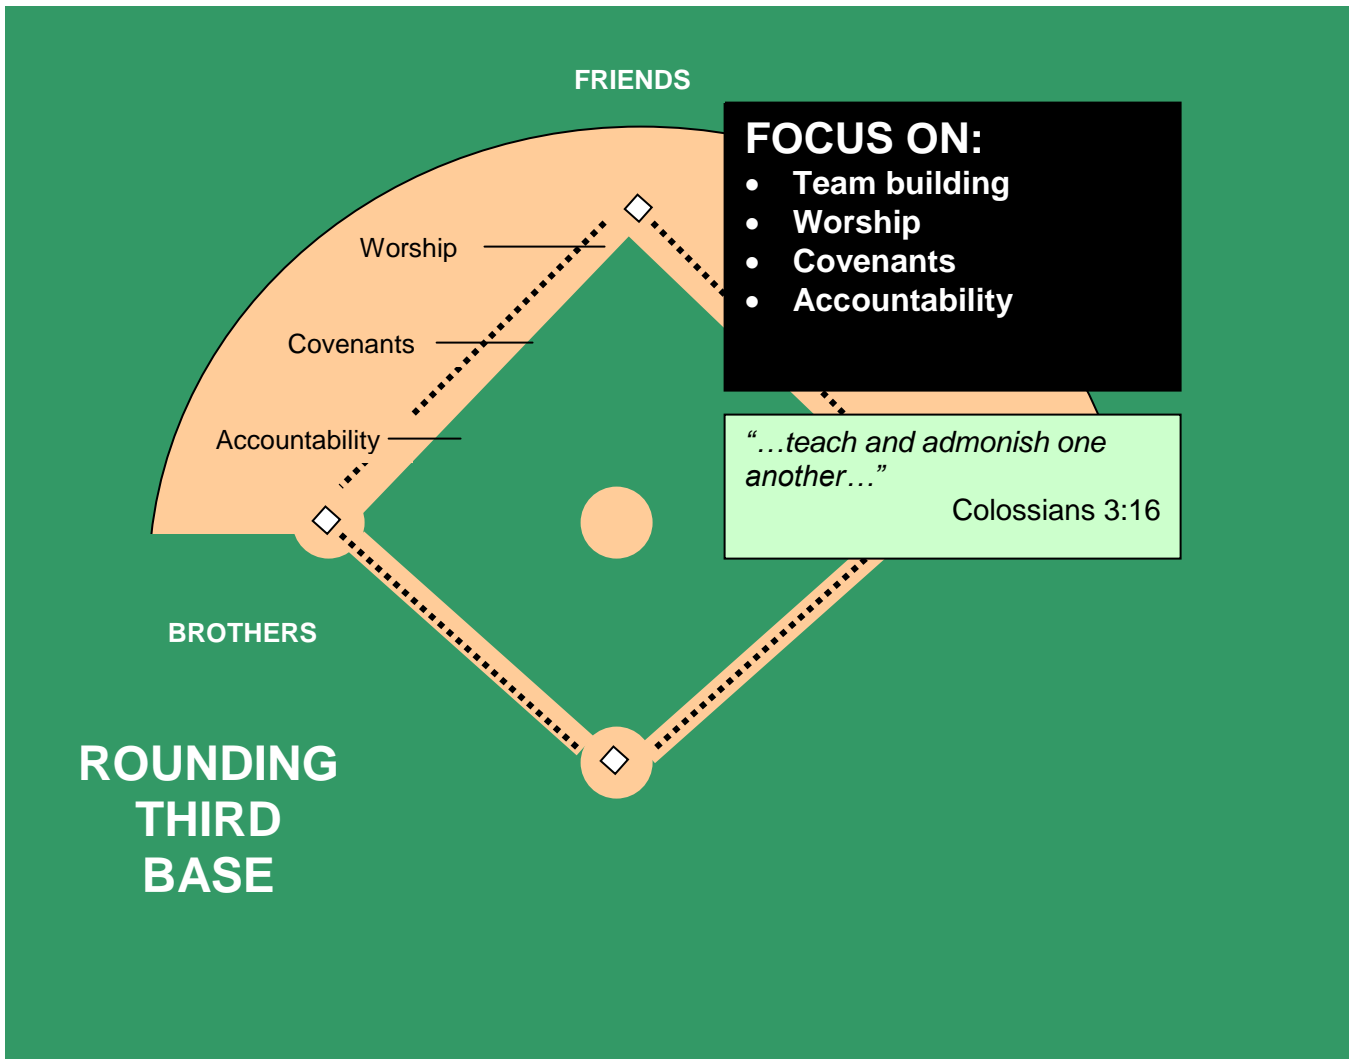 FRIENDS
FOCUS ON:
• Team building
• Worship
• Covenants
• Accountability
Worship
Covenants
Accountability
“…teach and admonish one
another…”
Colossians 3:16
BROTHERS
ROUNDING
THIRD
BASE